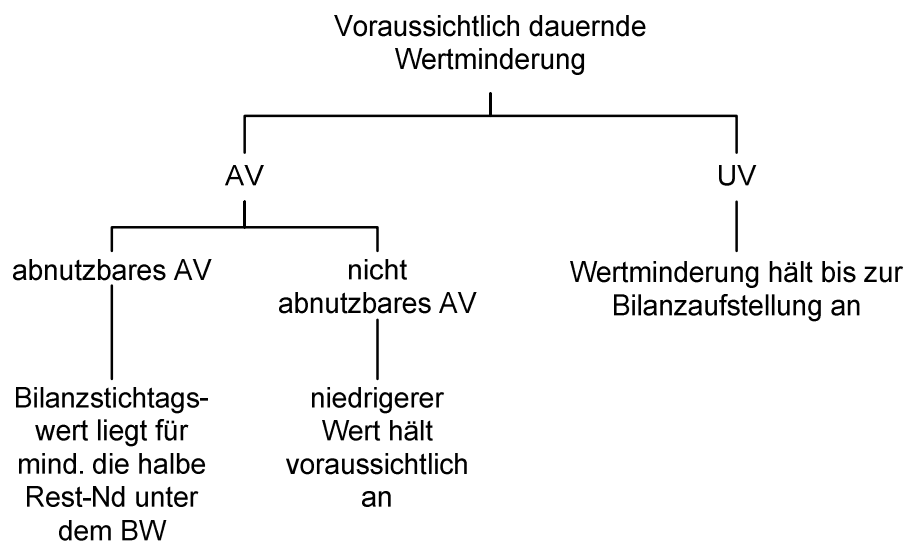 Voraussichtlich dauernde
Wertminderung
AV
UV
abnutzbares AV
nicht
abnutzbares AV
Wertminderung hält bis zur
Bilanzaufstellung an
Bilanzstichtags-
wert liegt für
mind. die halbe
Rest-Nd unter
dem BW
niedrigerer
Wert hält
voraussichtlich
an